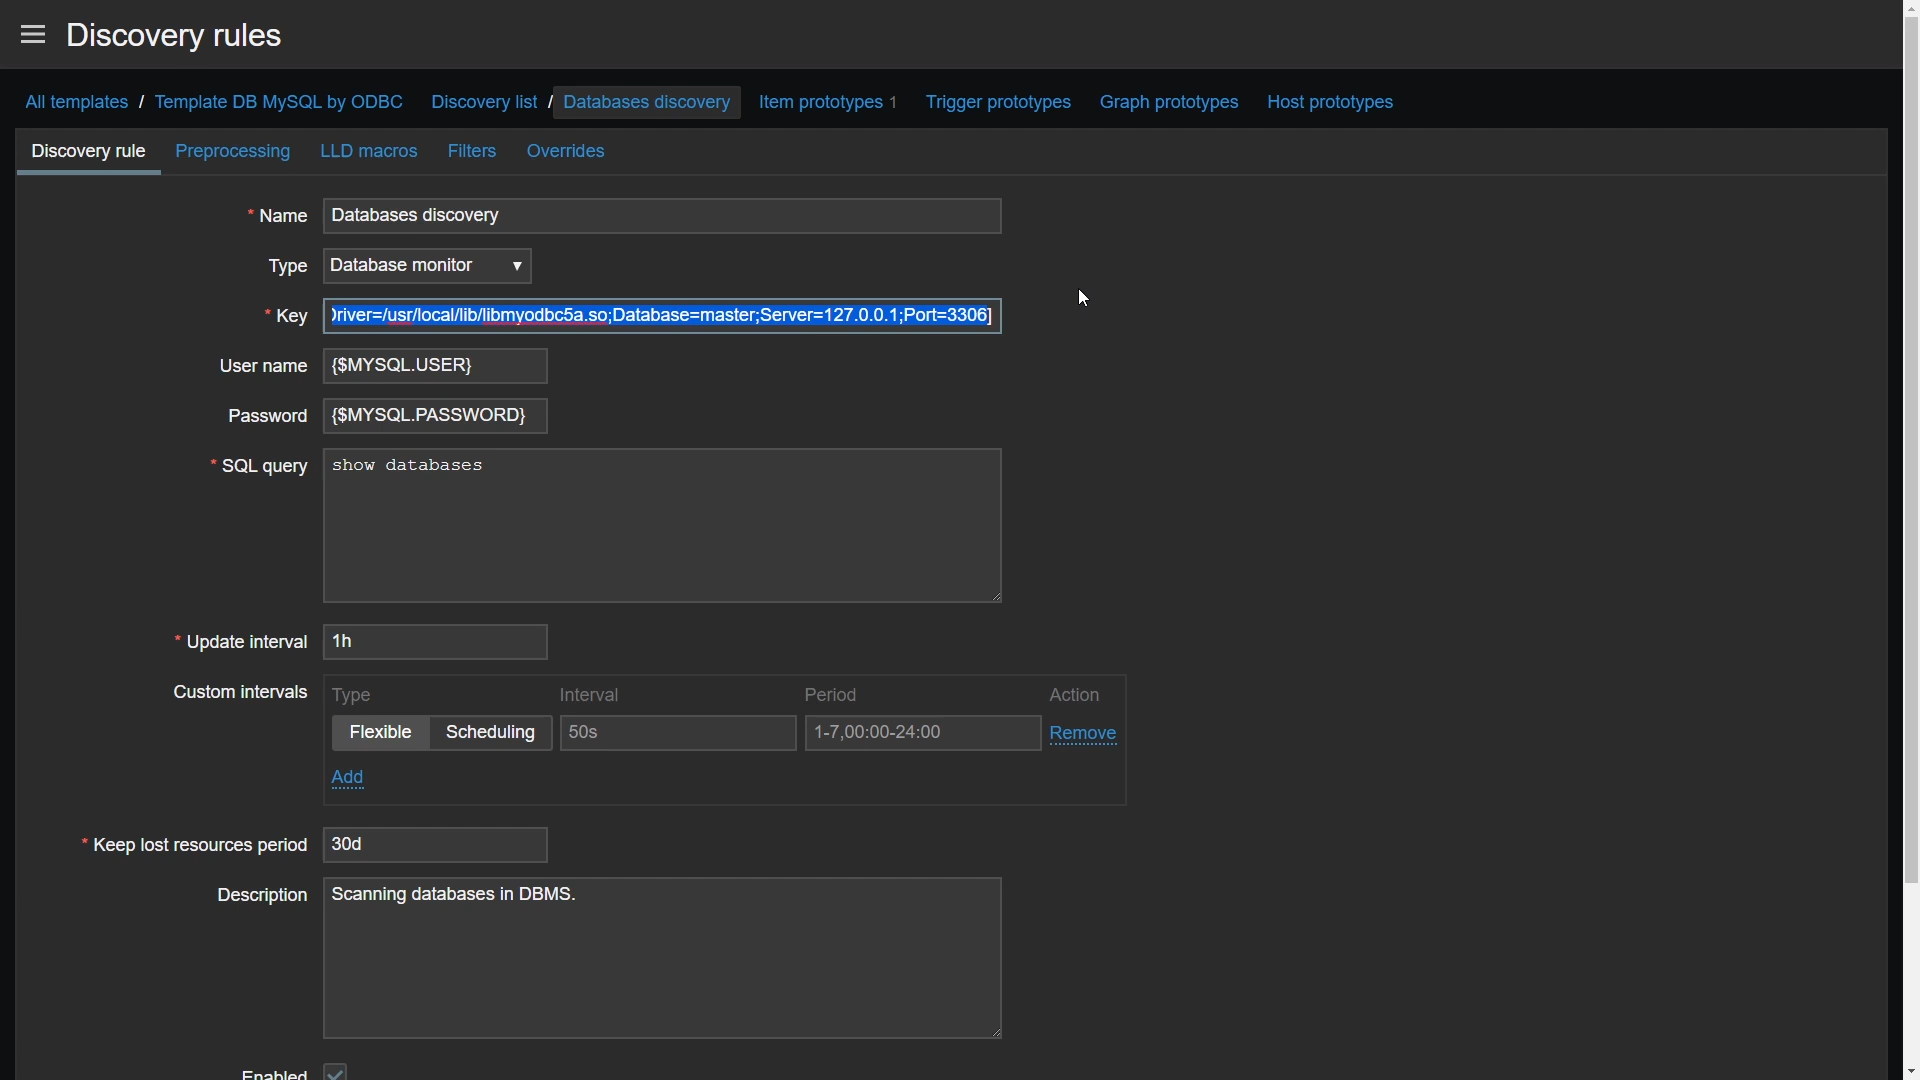 Discovery rules
All templates / Template DB MySQL by ODBC Discovery list / Databases discovery Item prototypes 1 Trigger prototypes Graph prototypes Host prototypes
Discovery rule Preprocessing LLD macros Filters Overrides
* Name Databases discovery
Type Database monitor
* Key Driver=/usr/local/lib/libmyodbc5a.so;Database=master;Server=127.0.0.1;Port=3306]
User name {$MYSQL.USER}
Password {$MYSQL.PASSWORD}
* SQL query show databases
* Update interval 1h
Custom intervals Type Interval Period Action
Flexible Scheduling 50s 1-7,00:00-24:00 Remove
Add
* Keep lost resources period 30d
Description Scanning databases in DBMS.
Enabled